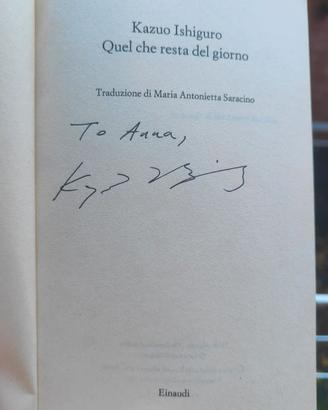 Kazuo Ishiguro
Quel che resta del giorno
Traduzione di Maria Antonietta Saracino
To Anna,
Einaudi